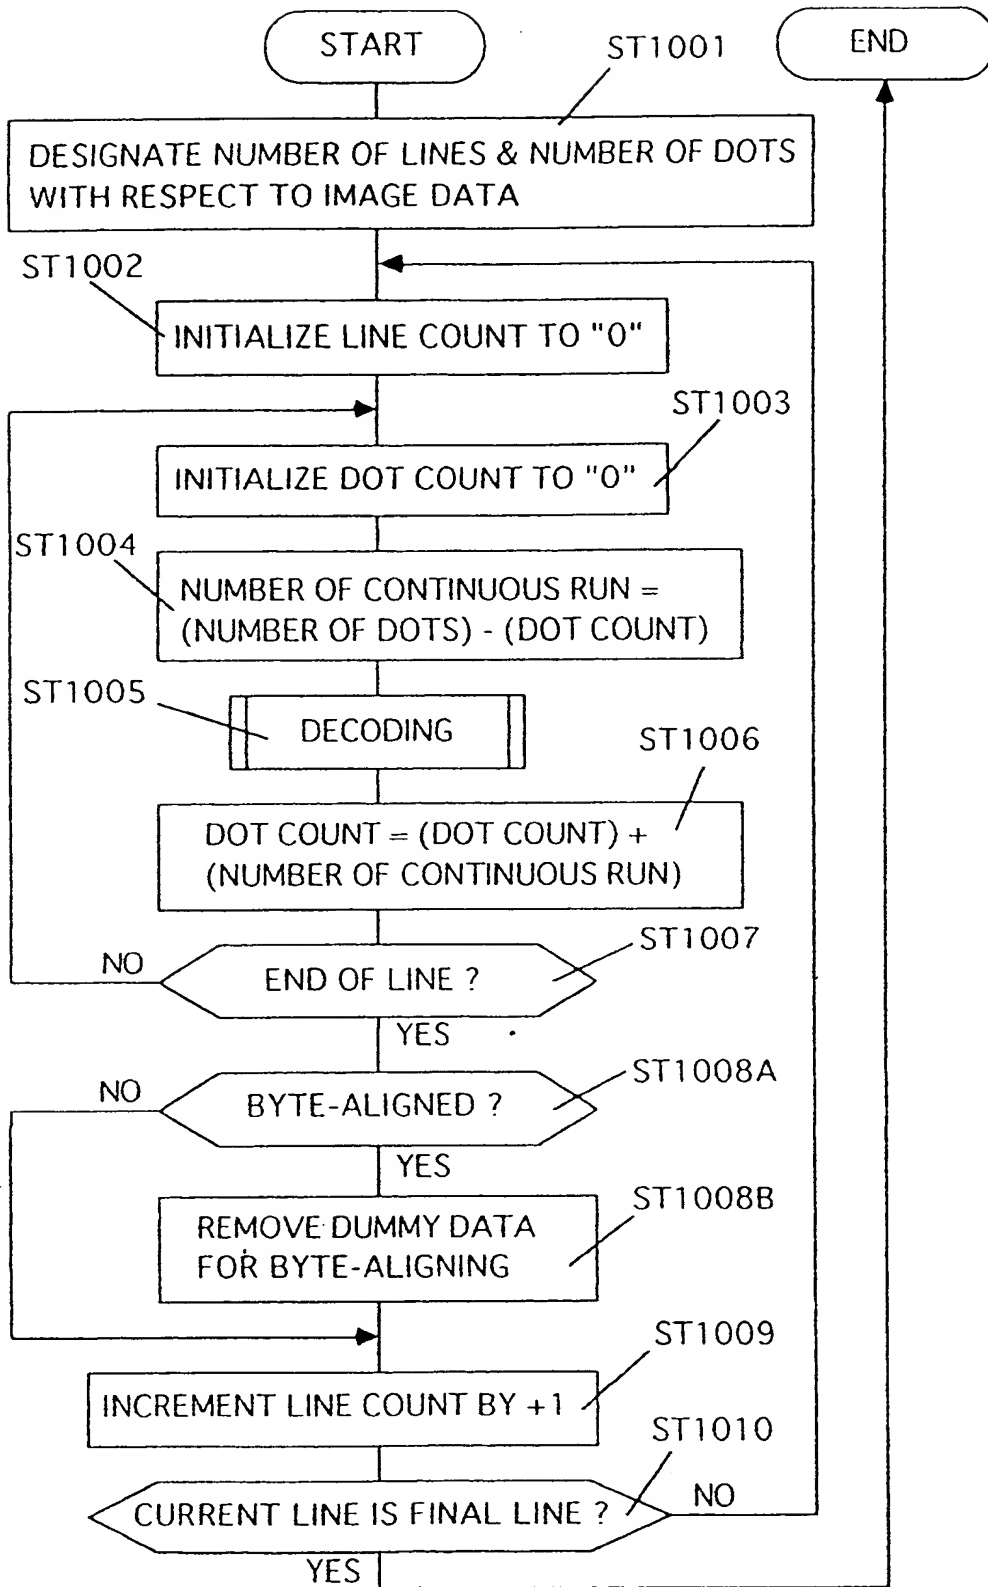 START
END
ST1001
DESIGNATE NUMBER OF LINES & NUMBER OF DOTS
WITH RESPECT TO IMAGE DATA
ST1002
INITIALIZE LINE COUNT TO "0"
ST1003
INITIALIZE DOT COUNT TO "0"
ST1004
NUMBER OF CONTINUOUS RUN =
(NUMBER OF DOTS) - (DOT COUNT)
ST1005
DECODING
ST1006
DOT COUNT = (DOT COUNT) +
(NUMBER OF CONTINUOUS RUN)
ST1007
NO
END OF LINE ?
YES
ST1008A
NO
BYTE-ALIGNED ?
YES
ST1008B
REMOVE DUMMY DATA
FOR BYTE-ALIGNING
ST1009
INCREMENT LINE COUNT BY +1
ST1010
CURRENT LINE IS FINAL LINE ?
NO
YES